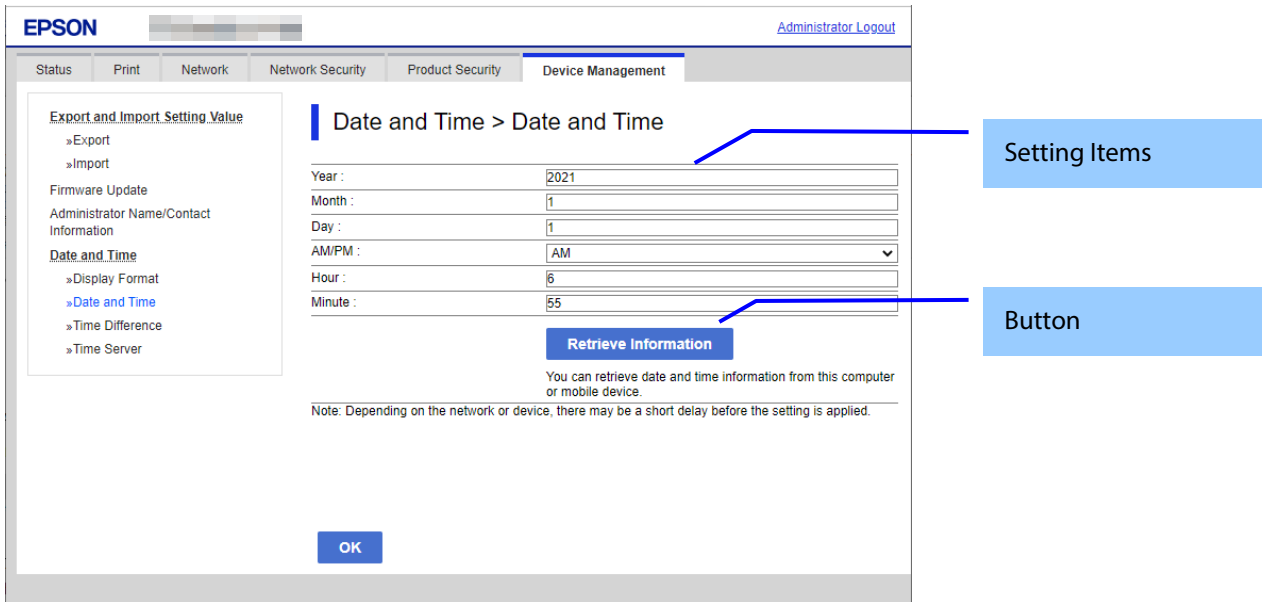 EPSON
Administrator Logout
Status Print Network Network Security Product Security Device Management
Export and Import Setting Value
»Export
»Import
Firmware Update
Administrator Name/Contact
Information
Date and Time
»Display Format
»Date and Time
»Time Difference
»Time Server
Date and Time > Date and Time
Year : 2021
Month : 1
Day : 1
AM/PM : AM
Hour : 6
Minute : 55
Retrieve Information
You can retrieve date and time information from this computer
or mobile device.
Note: Depending on the network or device, there may be a short delay before the setting is applied.
OK
Setting Items
Button